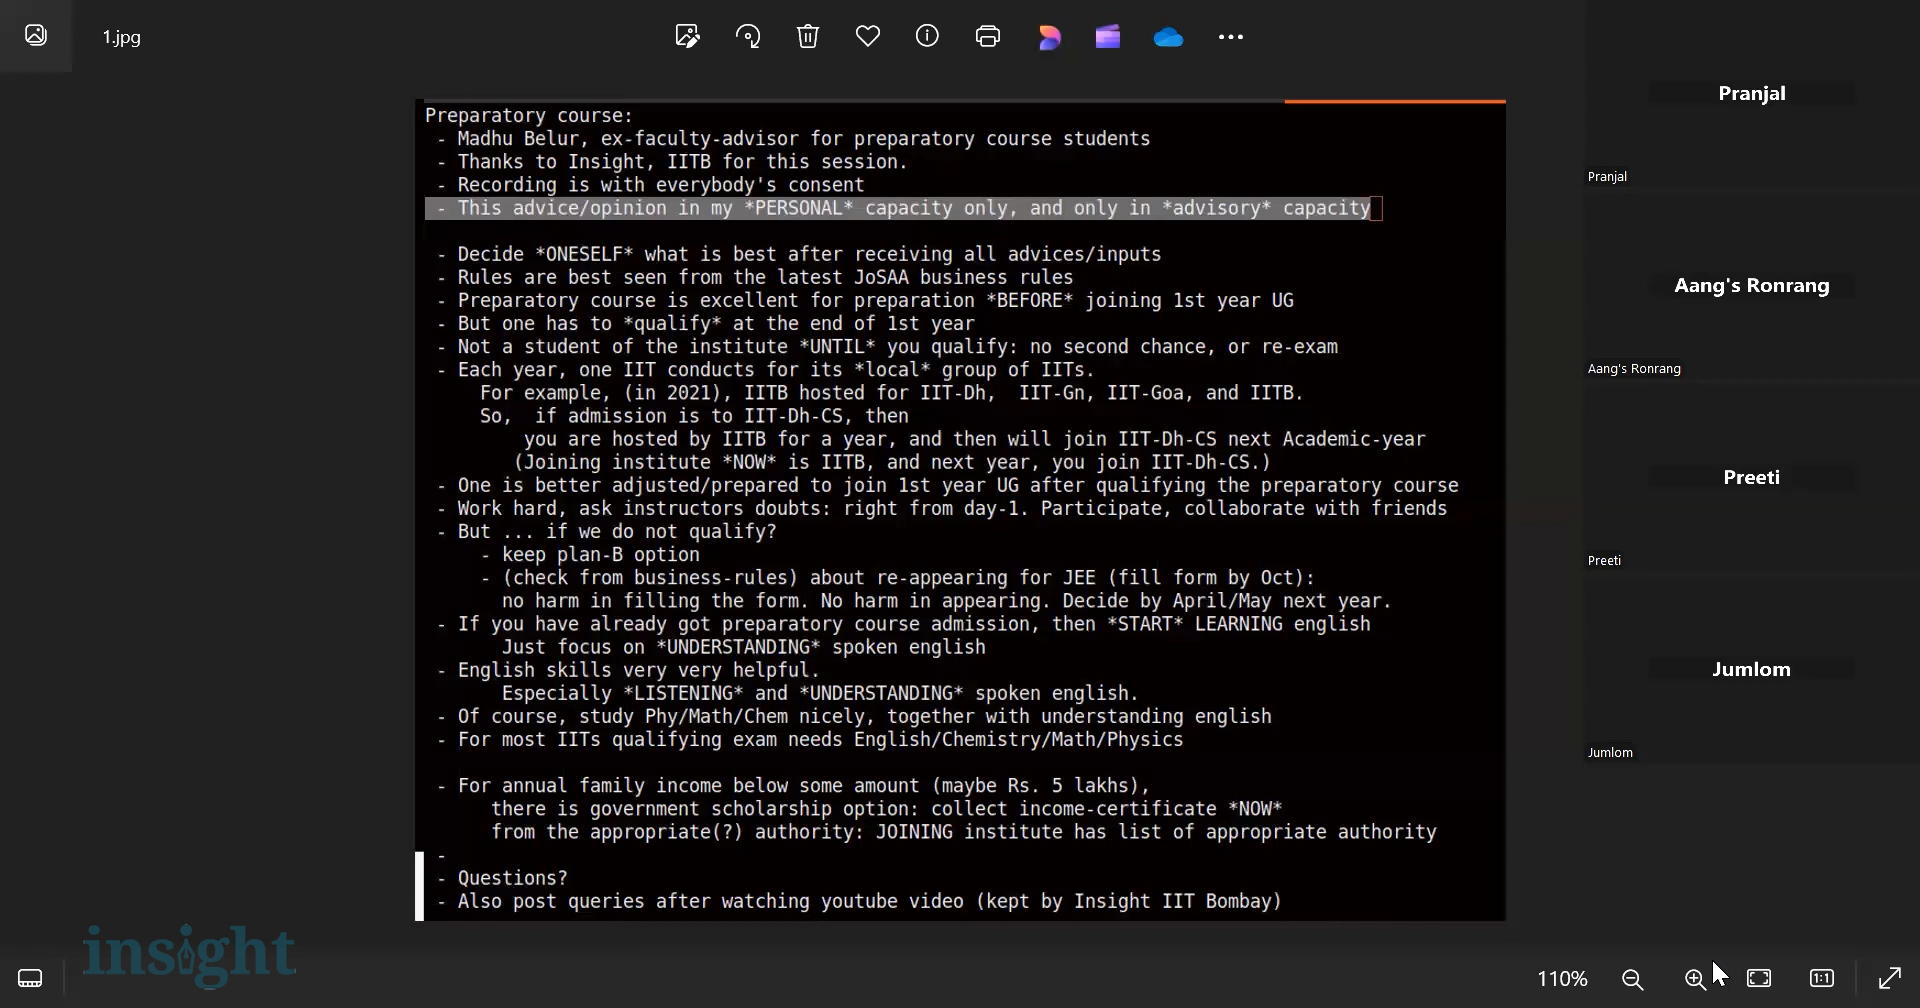 1.jpg
Preparatory course:
- Madhu Belur, ex-faculty-advisor for preparatory course students
- Thanks to Insight, IITB for this session.
- Recording is with everybody's consent
- This advice/opinion in my *PERSONAL* capacity only, and only in *advisory* capacity
- Decide *ONESELF* what is best after receiving all advices/inputs
- Rules are best seen from the latest JoSAA business rules
- Preparatory course is excellent for preparation *BEFORE* joining 1st year UG
- But one has to *qualify* at the end of 1st year
- Not a student of the institute *UNTIL* you qualify: no second chance, or re-exam
- Each year, one IIT conducts for its *local* group of IITs.
For example, (in 2021), IITB hosted for IIT-Dh, IIT-Gn, IIT-Goa, and IITB.
So, if admission is to IIT-Dh-CS, then
you are hosted by IITB for a year, and then will join IIT-Dh-CS next Academic-year
(Joining institute *NOW* is IITB, and next year, you join IIT-Dh-CS.)
- One is better adjusted/prepared to join 1st year UG after qualifying the preparatory course
- Work hard, ask instructors doubts: right from day-1. Participate, collaborate with friends
- But ... if we do not qualify?
- keep plan-B option
- (check from business-rules) about re-appearing for JEE (fill form by Oct):
no harm in filling the form. No harm in appearing. Decide by April/May next year.
- If you have already got preparatory course admission, then *START* LEARNING english
Just focus on *UNDERSTANDING* spoken english
- English skills very very helpful.
Especially *LISTENING* and *UNDERSTANDING* spoken english.
- Of course, study Phy/Math/Chem nicely, together with understanding english
- For most IITs qualifying exam needs English/Chemistry/Math/Physics
- For annual family income below some amount (maybe Rs. 5 lakhs),
there is government scholarship option: collect income-certificate *NOW*
from the appropriate(?) authority: JOINING institute has list of appropriate authority
-
- Questions?
- Also post queries after watching youtube video (kept by Insight IIT Bombay)
Pranjal
Pranjal
Aang's Ronrang
Aang's Ronrang
Preeti
Preeti
Jumlom
Jumlom
insight
110%
1:1